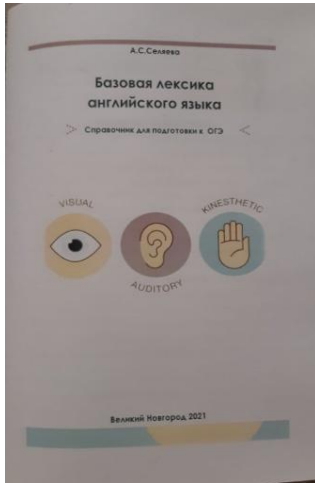 А.С.Селяева
Базовая лексика
английского языка
Справочник для подготовки к ОГЭ
VISUAL
KINESTHETIC
AUDITORY
Великий Новгород 2021